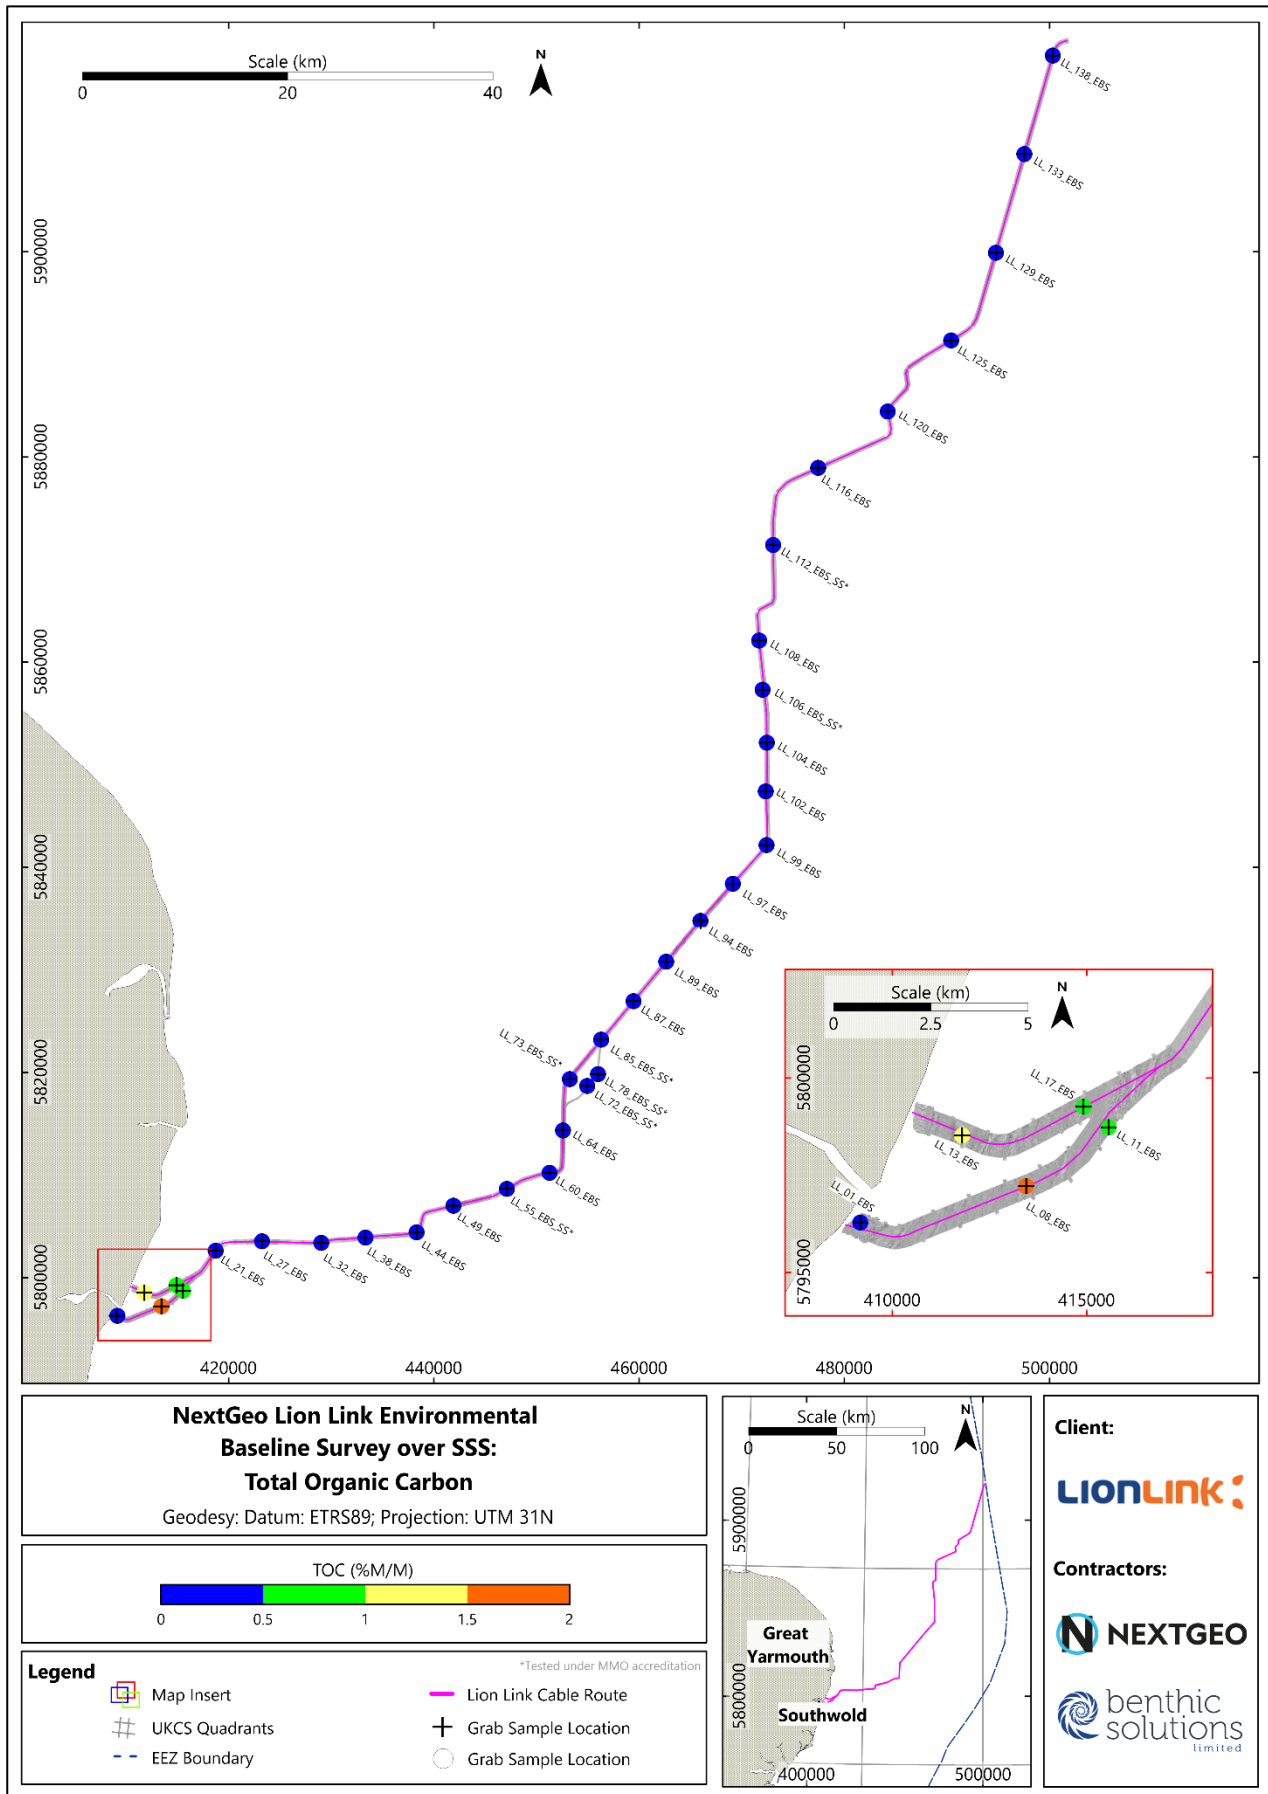 Scale (km)
0
20
40
N
LL_138_EBS
LL_133_EBS
5900000
LL_129_EBS
LL_125_EBS
LL_120_EBS
5880000
LL_116_EBS
LL_112_EBS_SS*
5860000
LL_108_EBS
LL_106_EBS_SS*
LL_104_EBS
LL_102_EBS
5840000
LL_99_EBS
LL_97_EBS
LL_94_EBS
LL_89_EBS
LL_87_EBS
LL_73_EBS_SS*
LL_85_EBS_SS*
5820000
LL_78_EBS_SS*
LL_72_EBS_SS*
LL_64_EBS
LL_60_EBS
LL_55_EBS_SS*
LL_49_EBS
LL_44_EBS
LL_38_EBS
LL_32_EBS
LL_27_EBS
LL_21_EBS
5800000
420000
440000
460000
480000
500000
Scale (km)
0
2.5
5
N
5800000
LL_17_EBS
LL_13_EBS
LL_11_EBS
LL_01_EBS
LL_08_EBS
5795000
410000
415000
NextGeo Lion Link Environmental
Baseline Survey over SSS:
Total Organic Carbon
Geodesy: Datum: ETRS89; Projection: UTM 31N
TOC (%M/M)
0
0.5
1
1.5
2
*Tested under MMO accreditation
Legend
Map Insert
UKCS Quadrants
EEZ Boundary
Lion Link Cable Route
Grab Sample Location
Grab Sample Location
Scale (km)
0
50
100
N
5900000
Great
Yarmouth
5800000
Southwold
400000
500000
Client:
LIONLINK
Contractors:
N NEXTGEO
benthic
solutions
limited